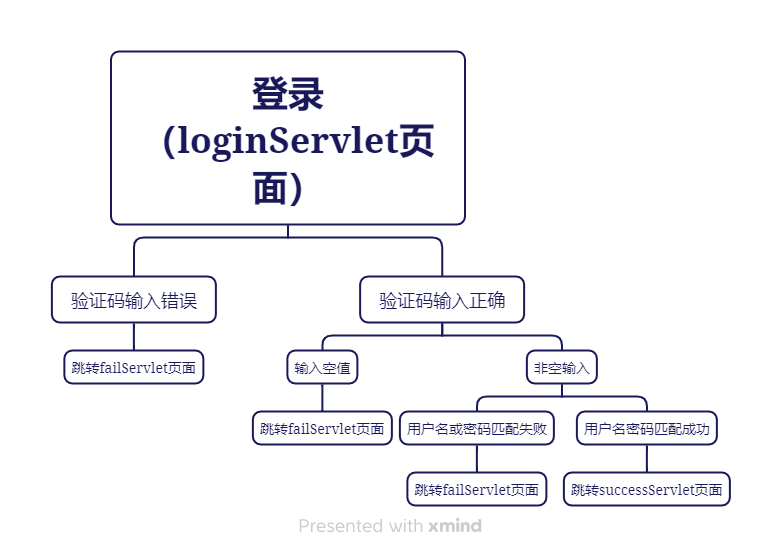 登录
（loginServlet页
面）
验证码输入错误
验证码输入正确
跳转failServlet页面
输入空值
非空输入
跳转failServlet页面
用户名或密码匹配失败
用户名密码匹配成功
跳转failServlet页面
跳转successServlet页面
Presented with xmind